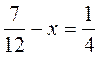 7/12 − x = 1/4